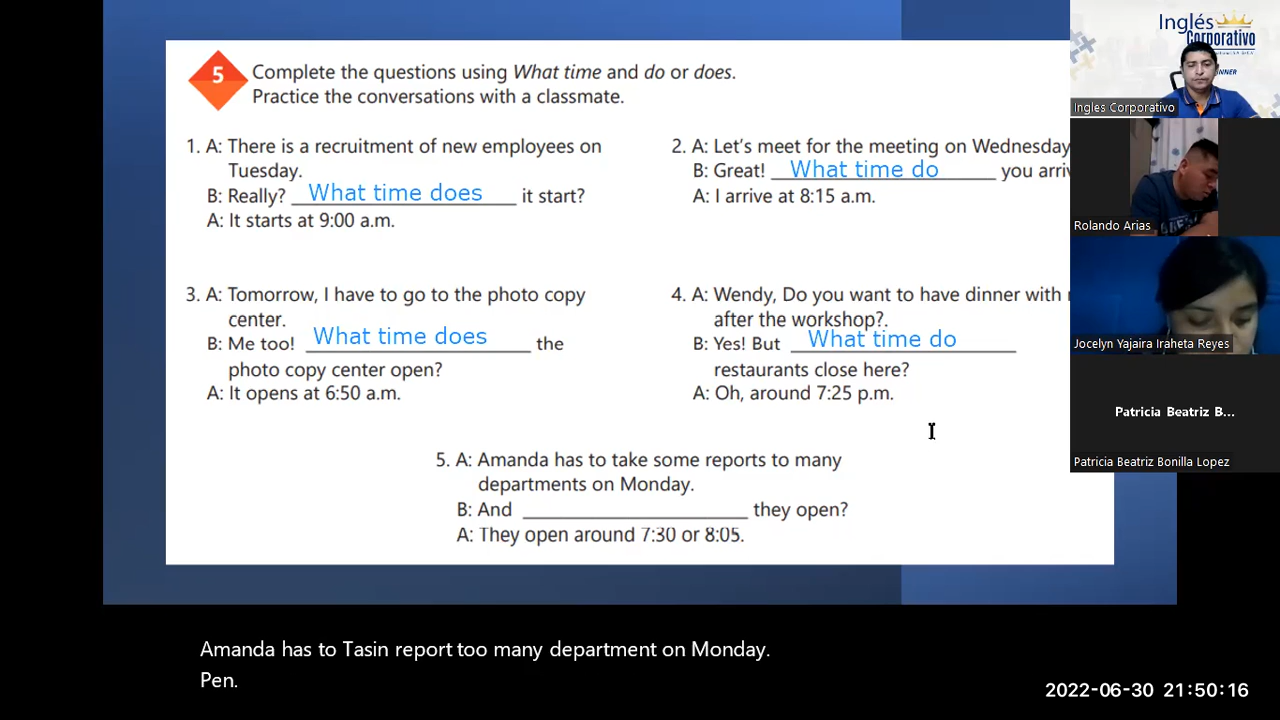 5 Complete the questions using What time and do or does.
Practice the conversations with a classmate.
1. A: There is a recruitment of new employees on
Tuesday.
B: Really? What time does it start?
A: It starts at 9:00 a.m.
2. A: Let's meet for the meeting on Wednesday
B: Great! What time do you arri
A: I arrive at 8:15 a.m.
3. A: Tomorrow, I have to go to the photo copy
center.
B: Me too! What time does the
photo copy center open?
A: It opens at 6:50 a.m.
4. A: Wendy, Do you want to have dinner with
after the workshop?.
B: Yes! But What time do
restaurants close here?
A: Oh, around 7:25 p.m.
5. A: Amanda has to take some reports to many
departments on Monday.
B: And ____________________ they open?
A: They open around 7:30 or 8:05.
Inglés
Corporativo
Ingles Corporativo
Rolando Arias
Jocelyn Yajaira Iraheta Reyes
Patricia Beatriz B...
Patricia Beatriz Bonilla Lopez
Amanda has to Tasin report too many department on Monday.
Pen.
2022-06-30 21:50:16